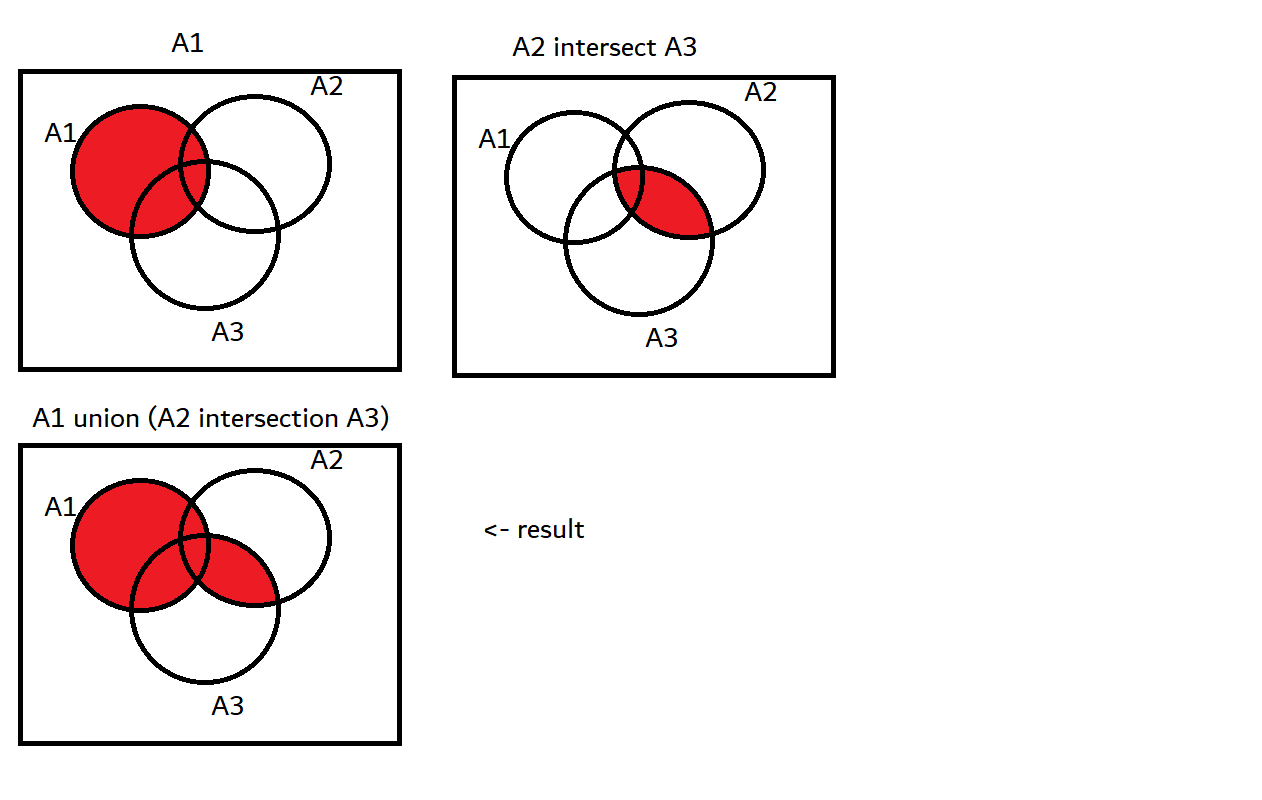 A1
A2 intersect A3
A2
A1
A3
A2
A1
A3
A1 union (A2 intersection A3)
A2
A1
A3
<- result